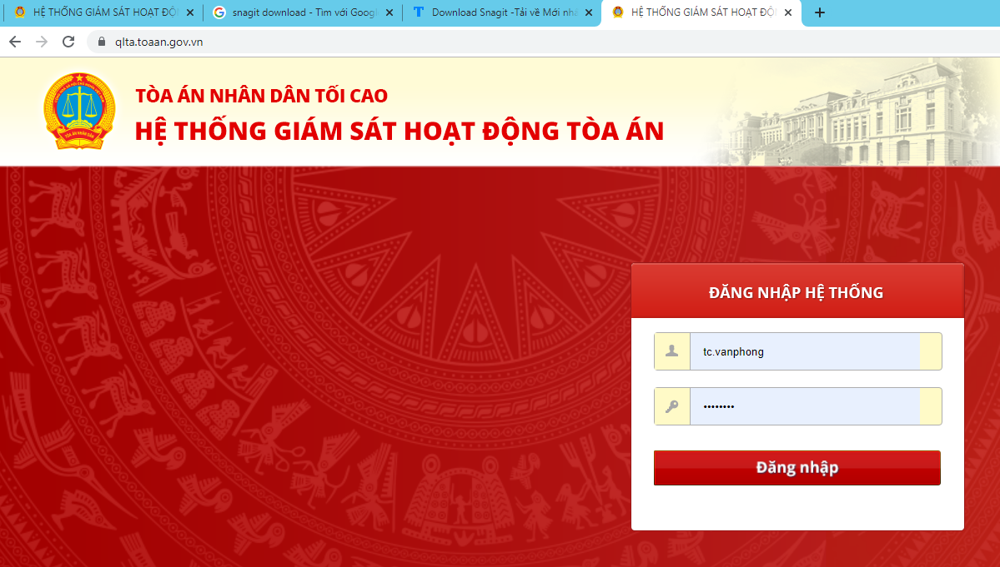 HỆ THỐNG GIÁM SÁT HOẠT ĐỘ
snagit download - Tìm với Googl
Download Snagit -Tải về Mới nhấ
HỆ THỐNG GIÁM SÁT HOẠT ĐỘ
qlta.toaan.gov.vn
TÒA ÁN NHÂN DÂN TỐI CAO
HỆ THỐNG GIÁM SÁT HOẠT ĐỘNG TÒA ÁN
TÒA ÁN NHÂN DÂN
ĐĂNG NHẬP HỆ THỐNG
tc.vanphong
••••••••
Đăng nhập